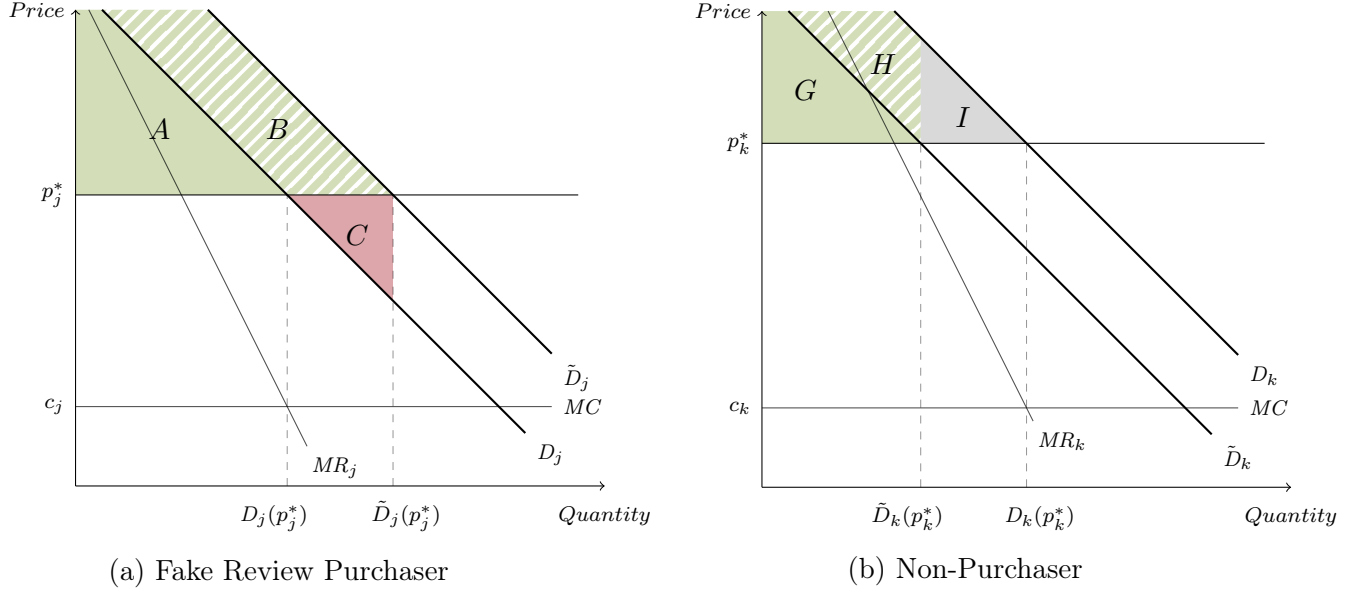 Price
A
B
p*_j
C
D̃_j
c_j
MC
D_j
MR_j
D_j(p*_j)
D̃_j(p*_j)
Quantity
(a) Fake Review Purchaser
Price
H
G
I
p*_k
D_k
c_k
MC
MR_k
D̃_k
D̃_k(p*_k)
D_k(p*_k)
Quantity
(b) Non-Purchaser